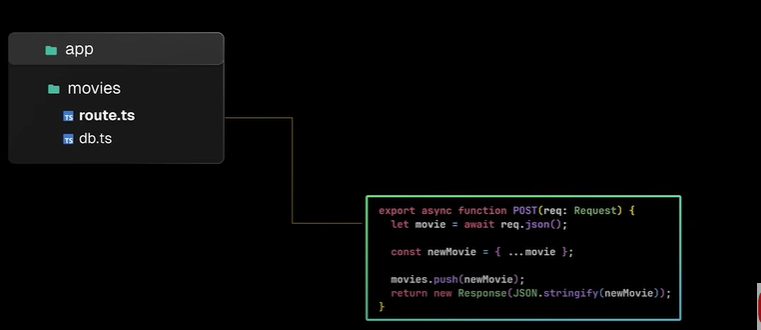 app
movies
TS route.ts
TS db.ts
export async function POST(req: Request) {
let movie = await req.json();
const newMovie = { ...movie };
movies.push(newMovie);
return new Response(JSON.stringify(newMovie));
}